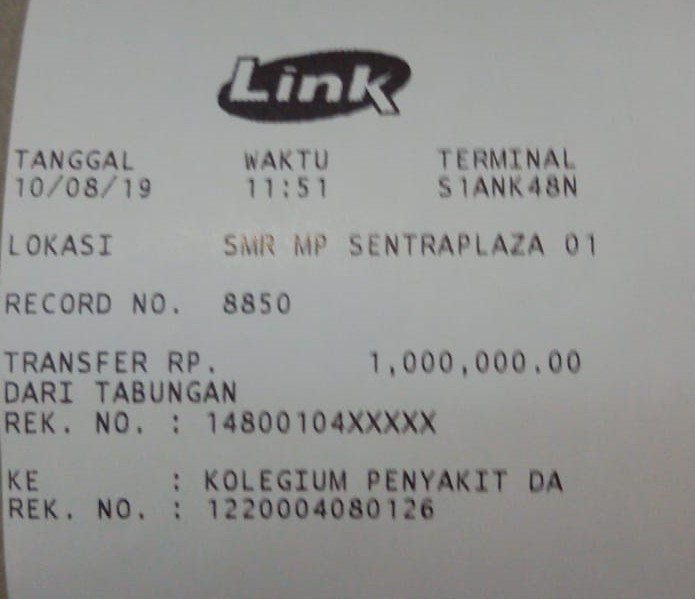 Link
TANGGAL WAKTU TERMINAL
10/08/19 11:51 S1ANK48N
LOKASI SMR MP SENTRAPLAZA 01
RECORD NO. 8850
TRANSFER RP. 1,000,000.00
DARI TABUNGAN
REK. NO. : 14800104XXXXX
KE : KOLEGIUM PENYAKIT DA
REK. NO. : 1220004080126